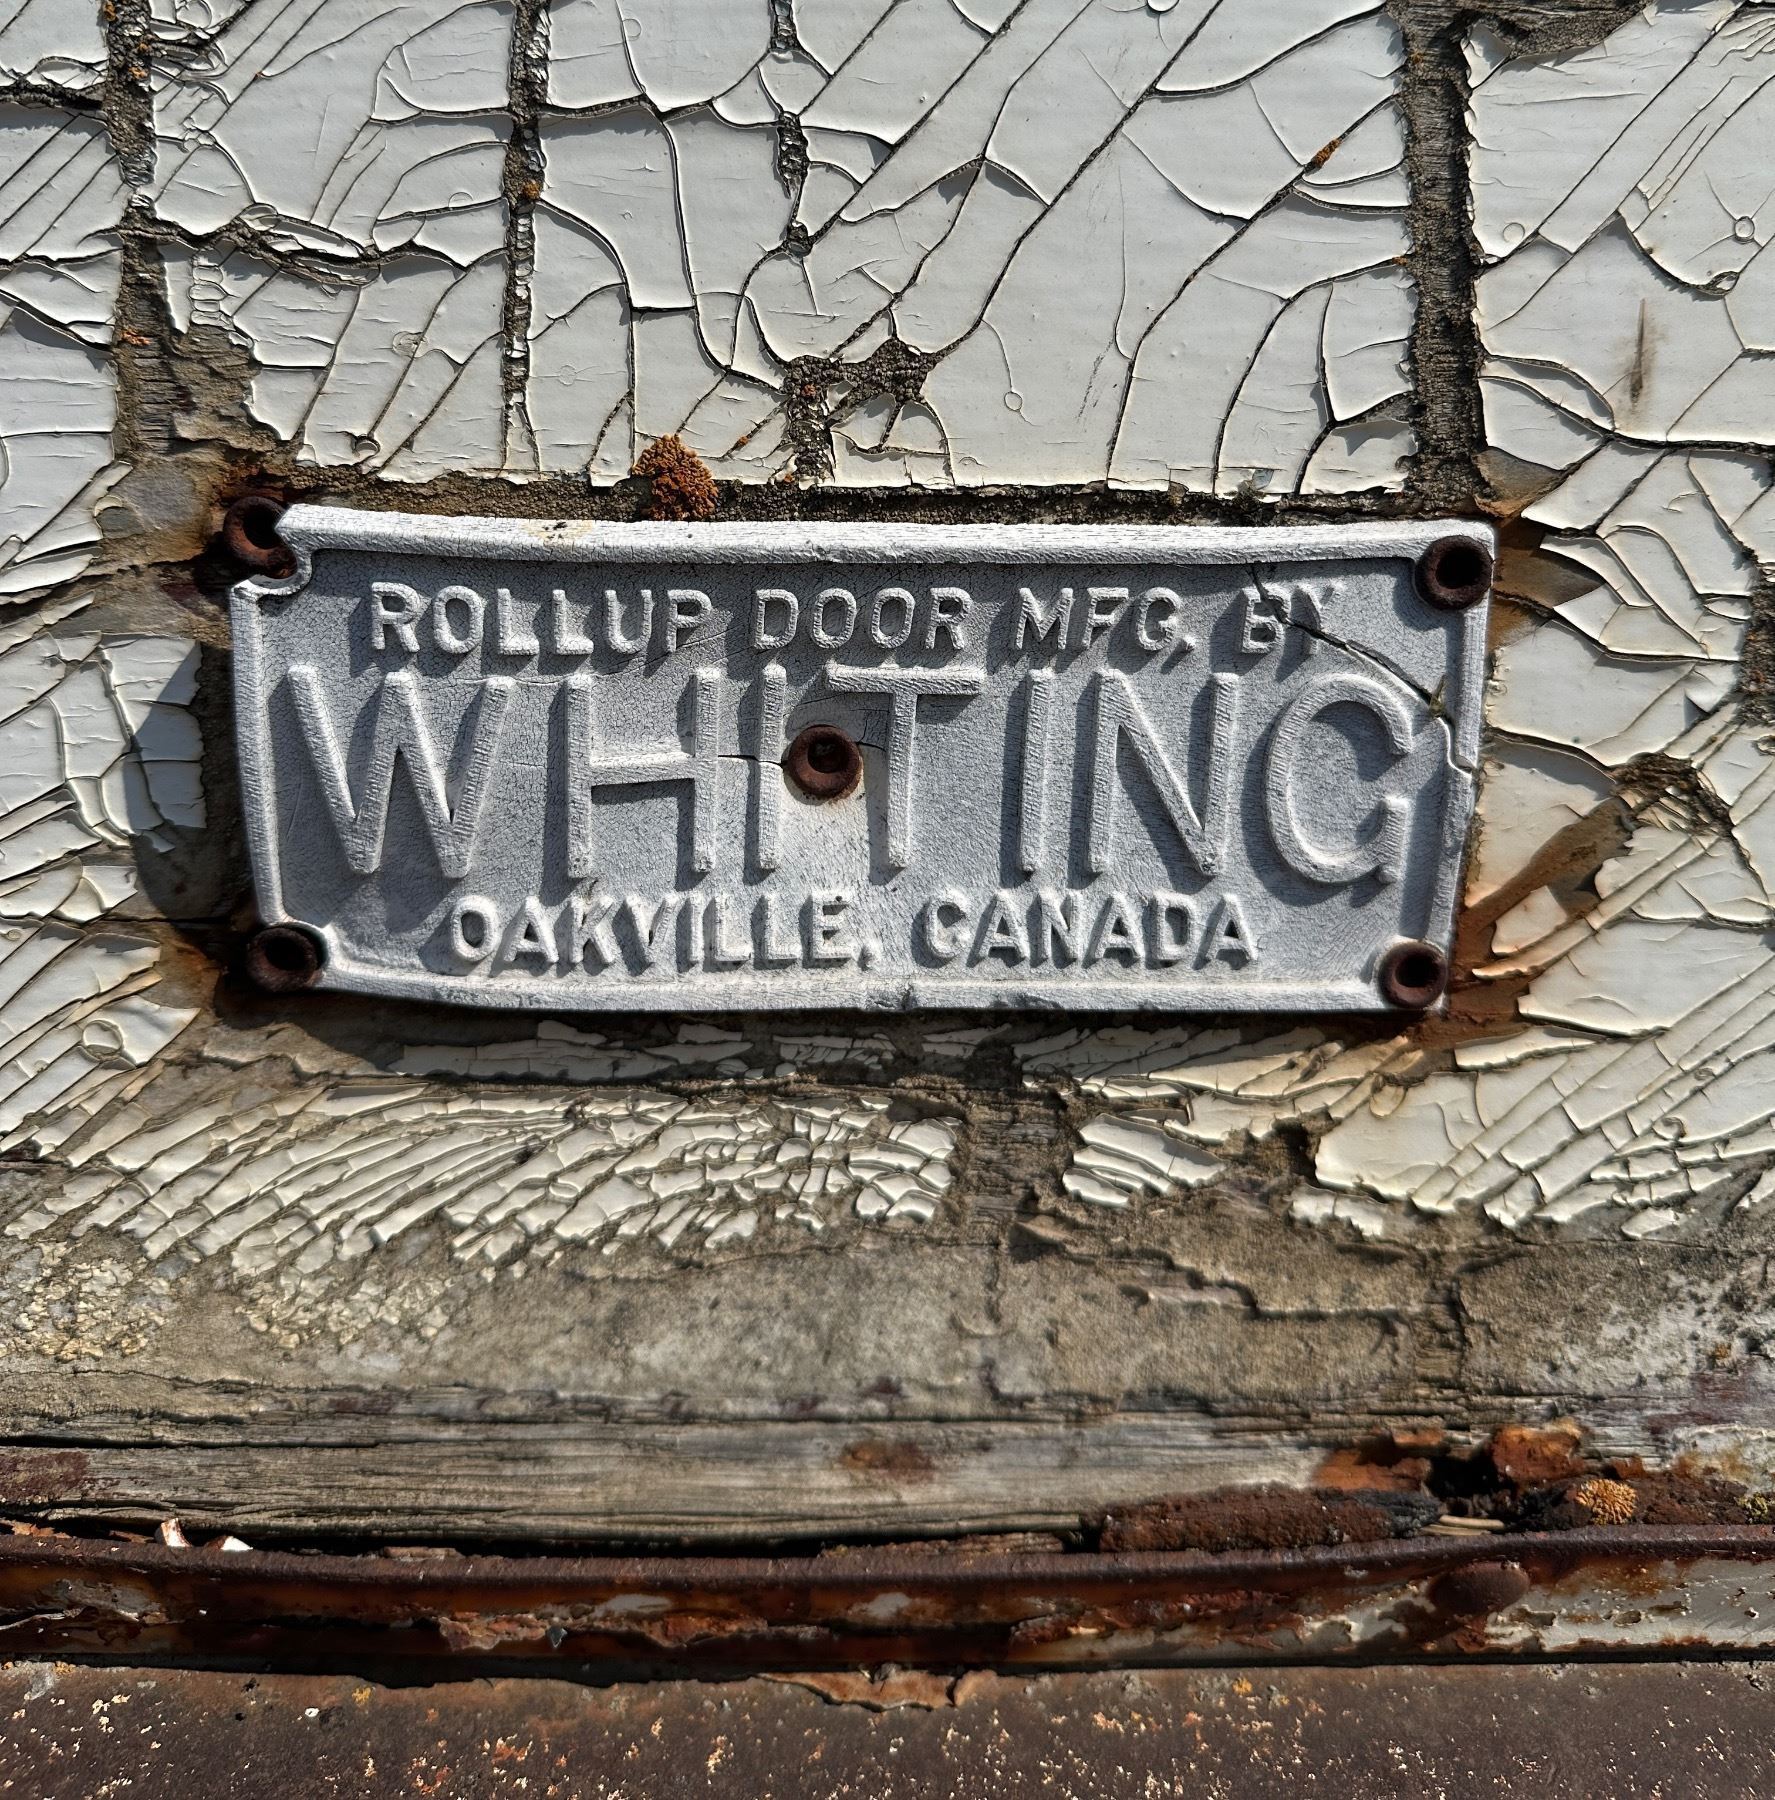 ROLLUP DOOR MFG. BY
WHITING
OAKVILLE, CANADA